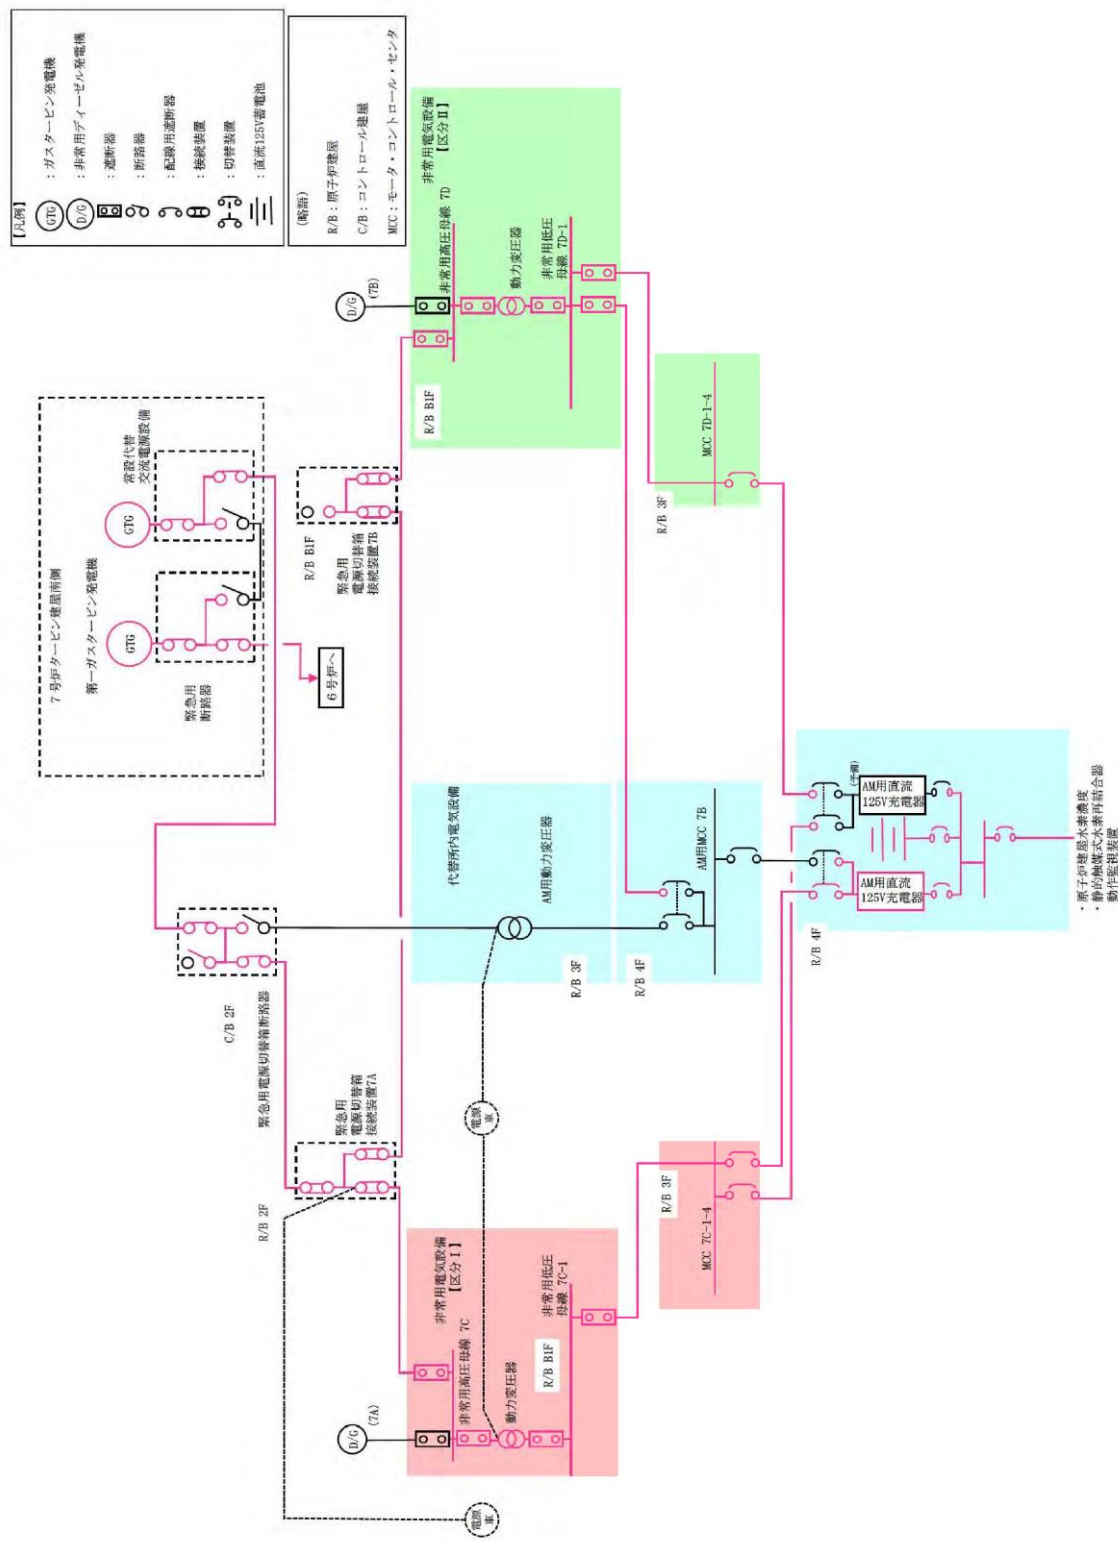 【凡例】
GTG
：ガスタービン発電機
D/G
：非常用ディーゼル発電機
：遮断器
：断路器
：配線用遮断器
：接続装置
：切替装置
：直流125V蓄電池
(略語)
R/B：原子炉建屋
C/B：コントロール建屋
MCC：モータ・コントロール・センタ
7号炉タービン建屋南側
第一ガスタービン発電機
常設代替
交流電源設備
GTG
GTG
緊急用
断路器
6号炉へ
C/B 2F
緊急用電源切替箱断路器
R/B 2F
緊急用
電源切替箱
接続装置7A
R/B B1F
緊急用
電源切替箱
接続装置7B
D/G
(7A)
D/G
(7B)
電源
車
電源
車
非常用電気設備
【区分Ⅰ】
非常用高圧母線 7C
動力変圧器
非常用低圧
母線 7C-1
R/B B1F
代替所内電気設備
AM用動力変圧器
R/B 3F
非常用電気設備
【区分Ⅱ】
非常用高圧母線 7D
動力変圧器
非常用低圧
母線 7D-1
R/B B1F
R/B 4F
AM用MCC 7B
R/B 3F
MCC 7C-1-4
R/B 3F
MCC 7D-1-4
R/B 4F
AM用直流
125V充電器
(予備)
AM用直流
125V充電器
・原子炉建屋水素濃度
・静的触媒式水素再結合器
動作監視装置